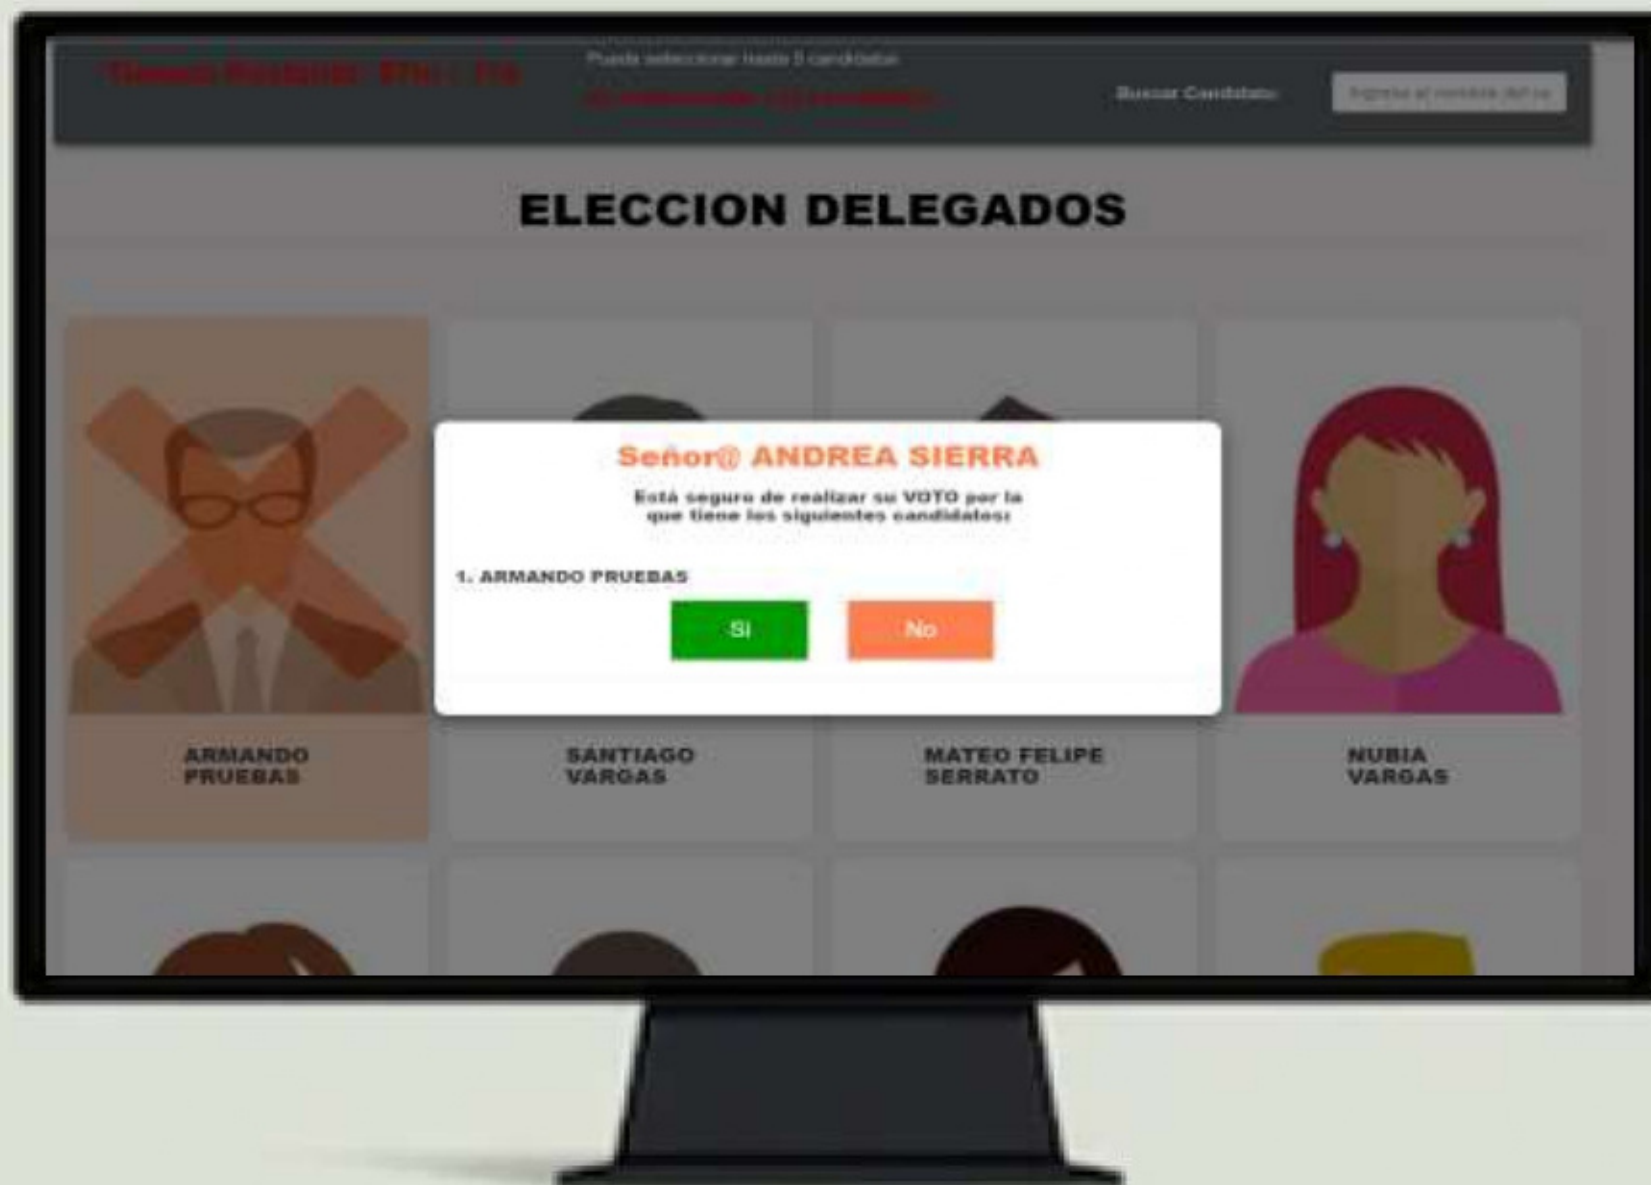 Puede seleccionar hasta 5 candidatos
Buscar Candidato:
ELECCION DELEGADOS
Señor@ ANDREA SIERRA
Está seguro de realizar su VOTO por la
que tiene los siguientes candidatos:
1. ARMANDO PRUEBAS
Si
No
ARMANDO
PRUEBAS
SANTIAGO
VARGAS
MATEO FELIPE
SERRATO
NUBIA
VARGAS